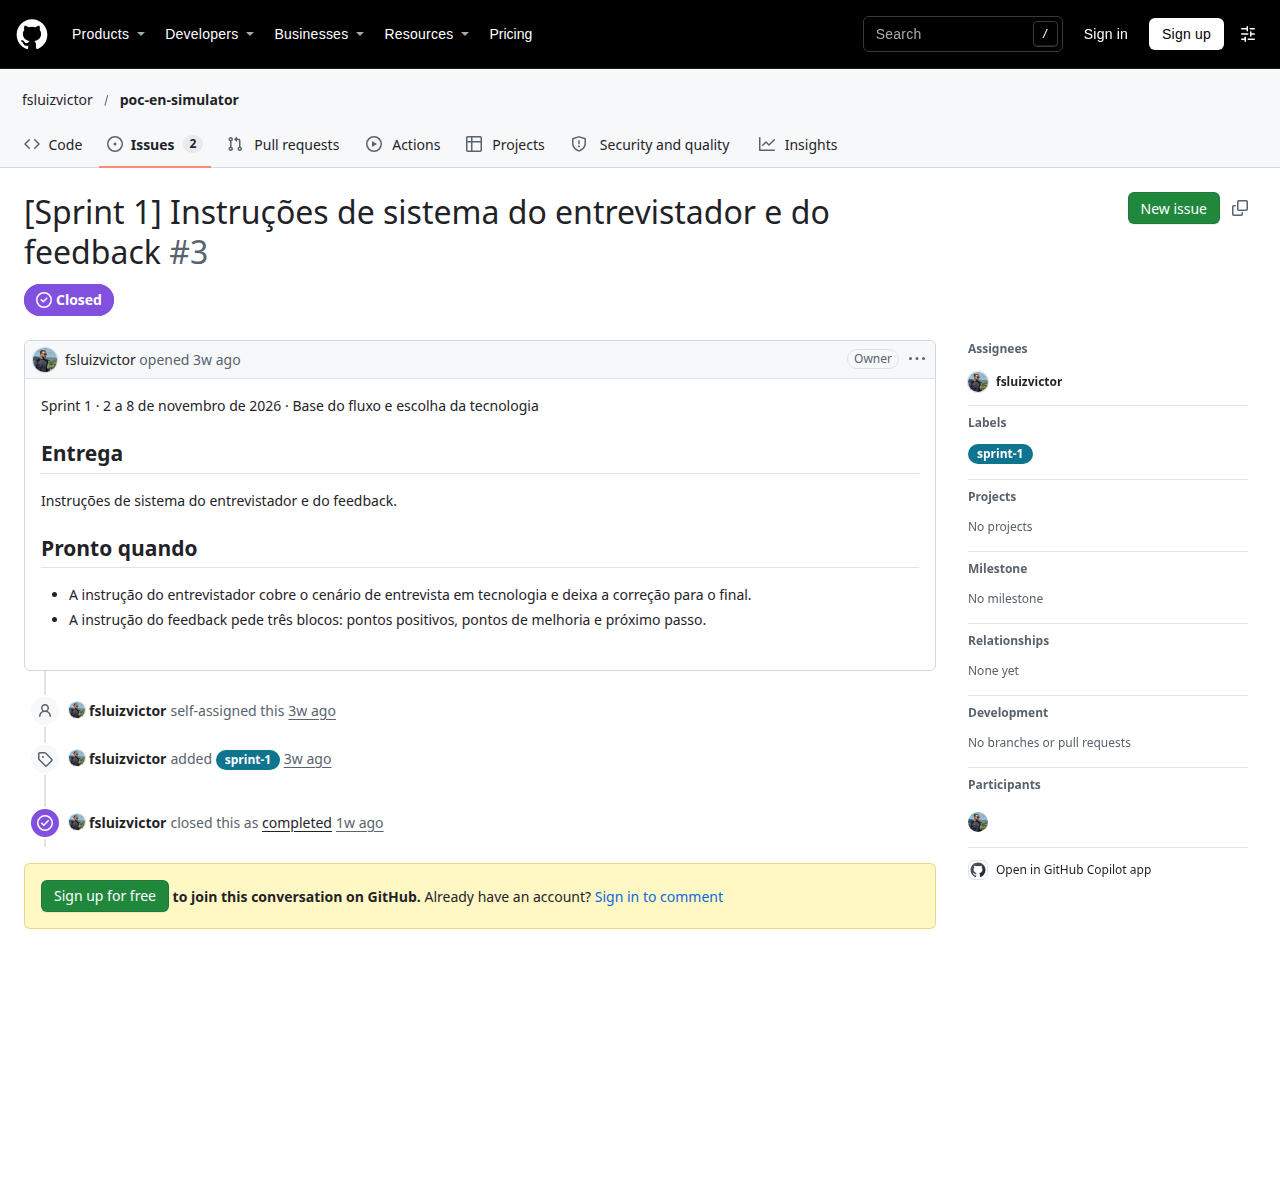 Products Developers Businesses Resources Pricing Search / Sign in Sign up
fsluizvictor / poc-en-simulator
Code Issues 2 Pull requests Actions Projects Security and quality Insights
[Sprint 1] Instruções de sistema do entrevistador e do
feedback #3
New issue
Closed
fsluizvictor opened 3w ago
Owner
Sprint 1 · 2 a 8 de novembro de 2026 · Base do fluxo e escolha da tecnologia
Entrega
Instruções de sistema do entrevistador e do feedback.
Pronto quando
A instrução do entrevistador cobre o cenário de entrevista em tecnologia e deixa a correção para o final.
A instrução do feedback pede três blocos: pontos positivos, pontos de melhoria e próximo passo.
fsluizvictor self-assigned this 3w ago
fsluizvictor added sprint-1 3w ago
fsluizvictor closed this as completed 1w ago
Sign up for free to join this conversation on GitHub. Already have an account? Sign in to comment
Assignees
fsluizvictor
Labels
sprint-1
Projects
No projects
Milestone
No milestone
Relationships
None yet
Development
No branches or pull requests
Participants
Open in GitHub Copilot app